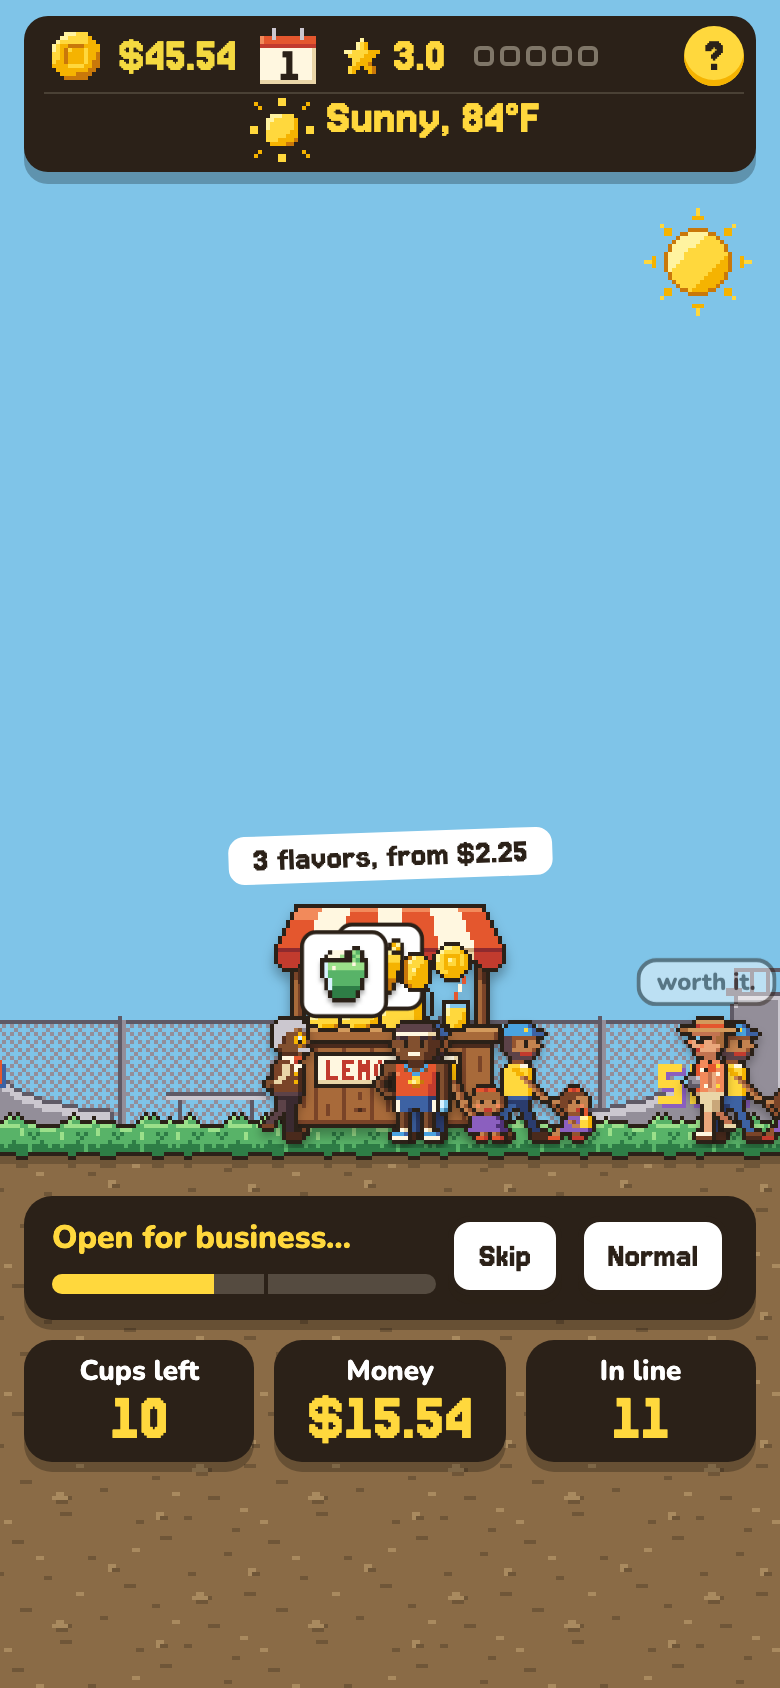 $45.54
1
3.0
?
Sunny, 84°F
3 flavors, from $2.25
worth it.
Open for business...
Skip
Normal
Cups left
10
Money
$15.54
In line
11